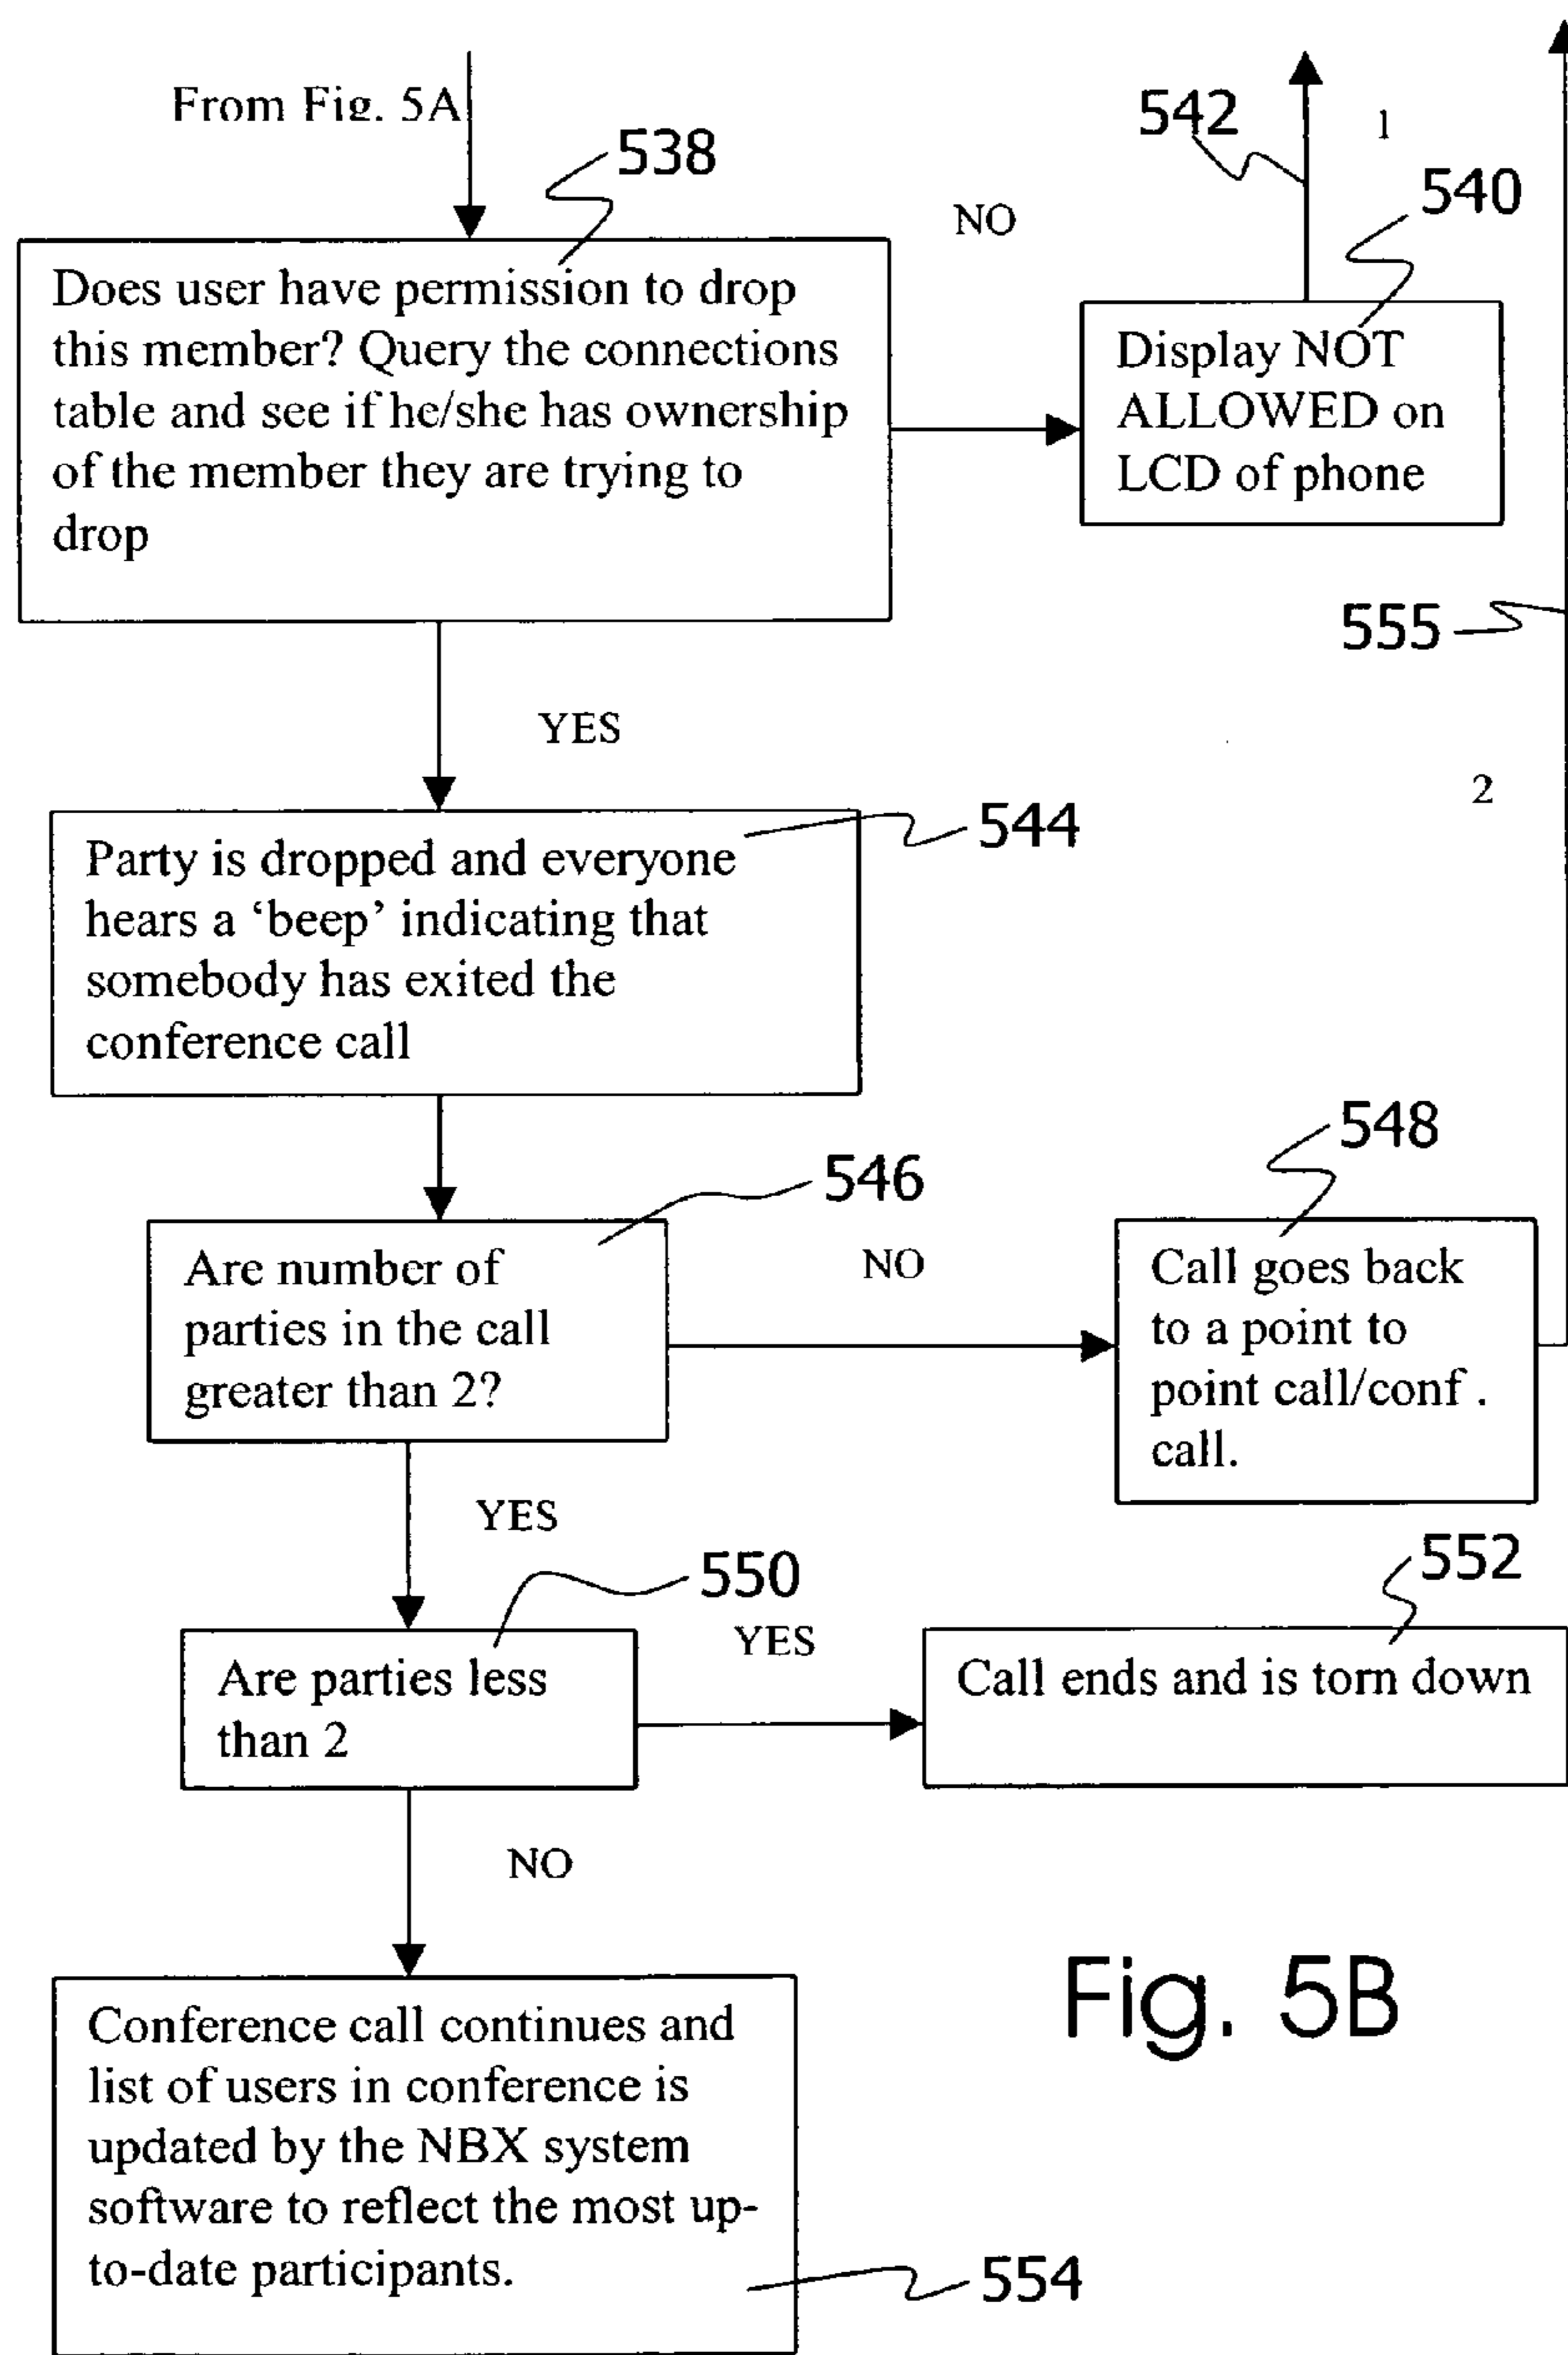 From Fig. 5A
538
542
1
540
NO
Does user have permission to drop
this member? Query the connections
table and see if he/she has ownership
of the member they are trying to
drop
Display NOT
ALLOWED on
LCD of phone
555
YES
2
544
Party is dropped and everyone
hears a ‘beep’ indicating that
somebody has exited the
conference call
546
548
Are number of
parties in the call
greater than 2?
NO
Call goes back
to a point to
point call/conf .
call.
YES
550
552
Are parties less
than 2
YES
Call ends and is torn down
NO
Conference call continues and
list of users in conference is
updated by the NBX system
software to reflect the most up-
to-date participants.
554
Fig. 5B